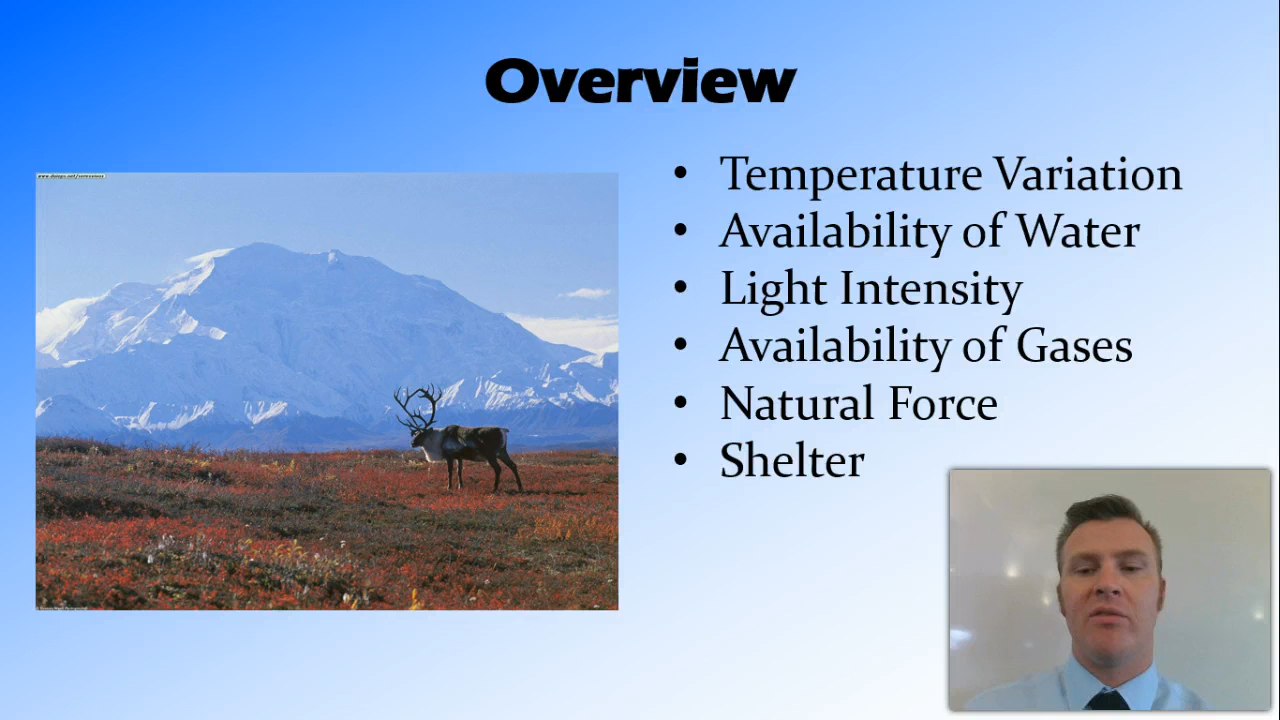 Overview
• Temperature Variation
• Availability of Water
• Light Intensity
• Availability of Gases
• Natural Force
• Shelter